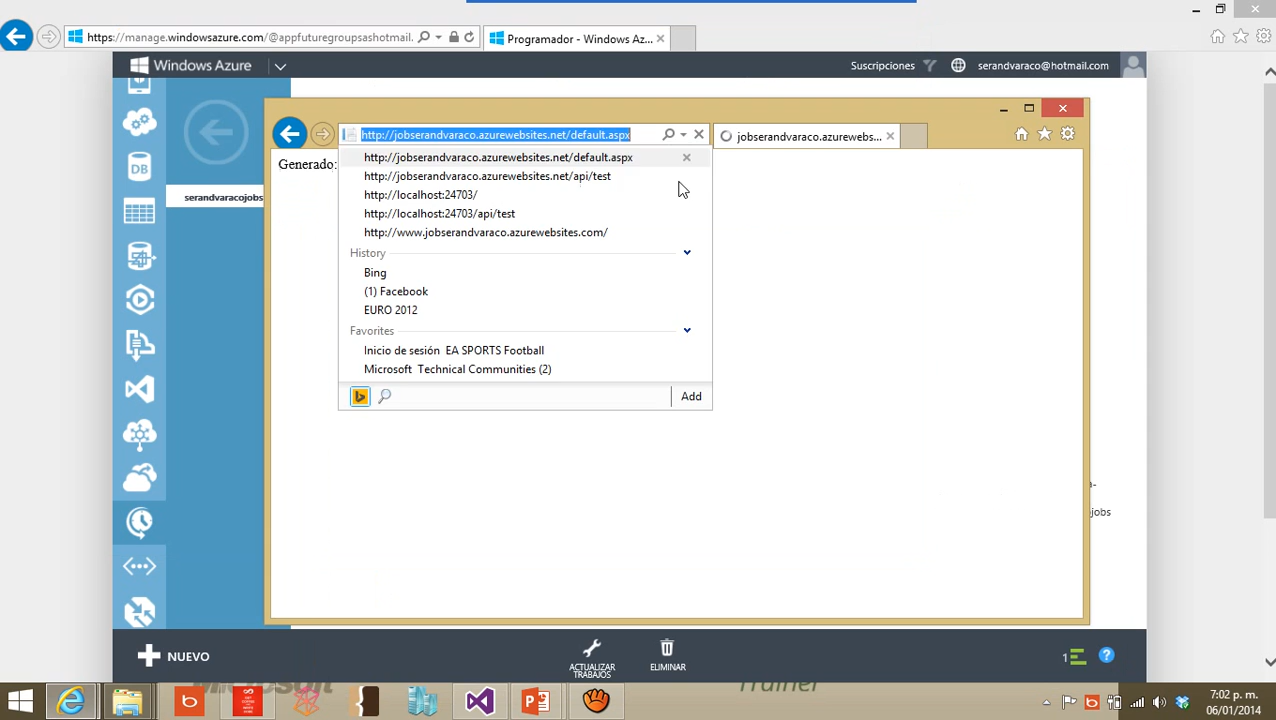 https://manage.windowsazure.com/@appfuturegroupsashotmail.
Programador - Windows Az...
Windows Azure
Suscripciones
serandvaraco@hotmail.com
http://jobserandvaraco.azurewebsites.net/default.aspx
jobserandvaraco.azurewebs...
Generado:
http://jobserandvaraco.azurewebsites.net/default.aspx
http://jobserandvaraco.azurewebsites.net/api/test
serandvaracojobs
http://localhost:24703/
http://localhost:24703/api/test
http://www.jobserandvaraco.azurewebsites.com/
History
Bing
(1) Facebook
EURO 2012
Favorites
Inicio de sesión EA SPORTS Football
Microsoft Technical Communities (2)
Add
a-
ojobs
NUEVO
ACTUALIZAR
TRABAJOS
ELIMINAR
1
Microsoft
Trainer
7:02 p. m.
06/01/2014